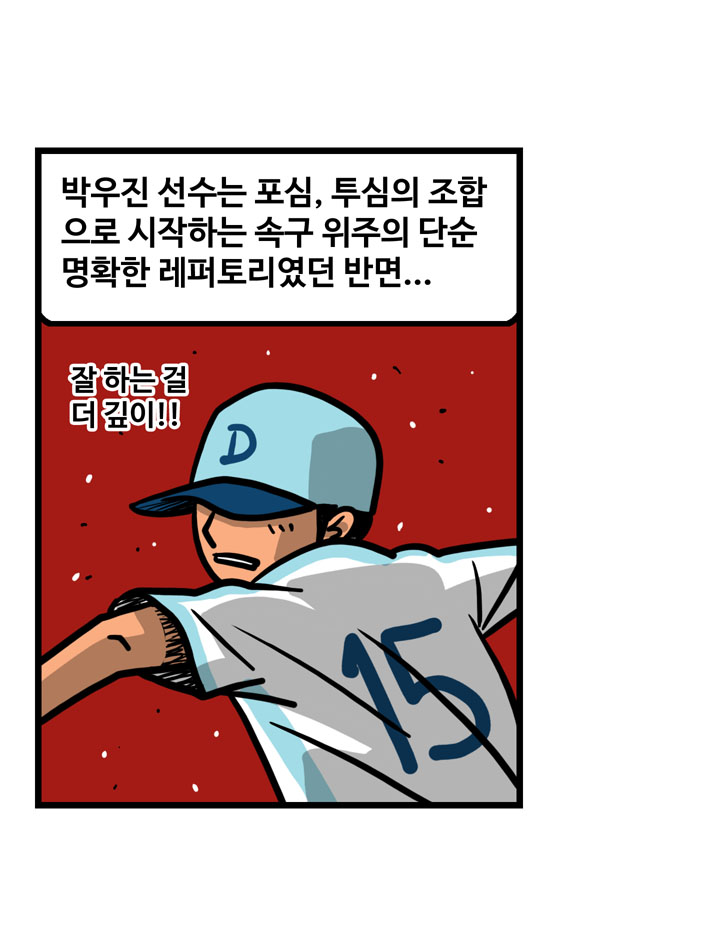 박우진 선수는 포심, 투심의 조합
으로 시작하는 속구 위주의 단순
명확한 레퍼토리였던 반면...
잘 하는 걸
더 깊이!!
D
15